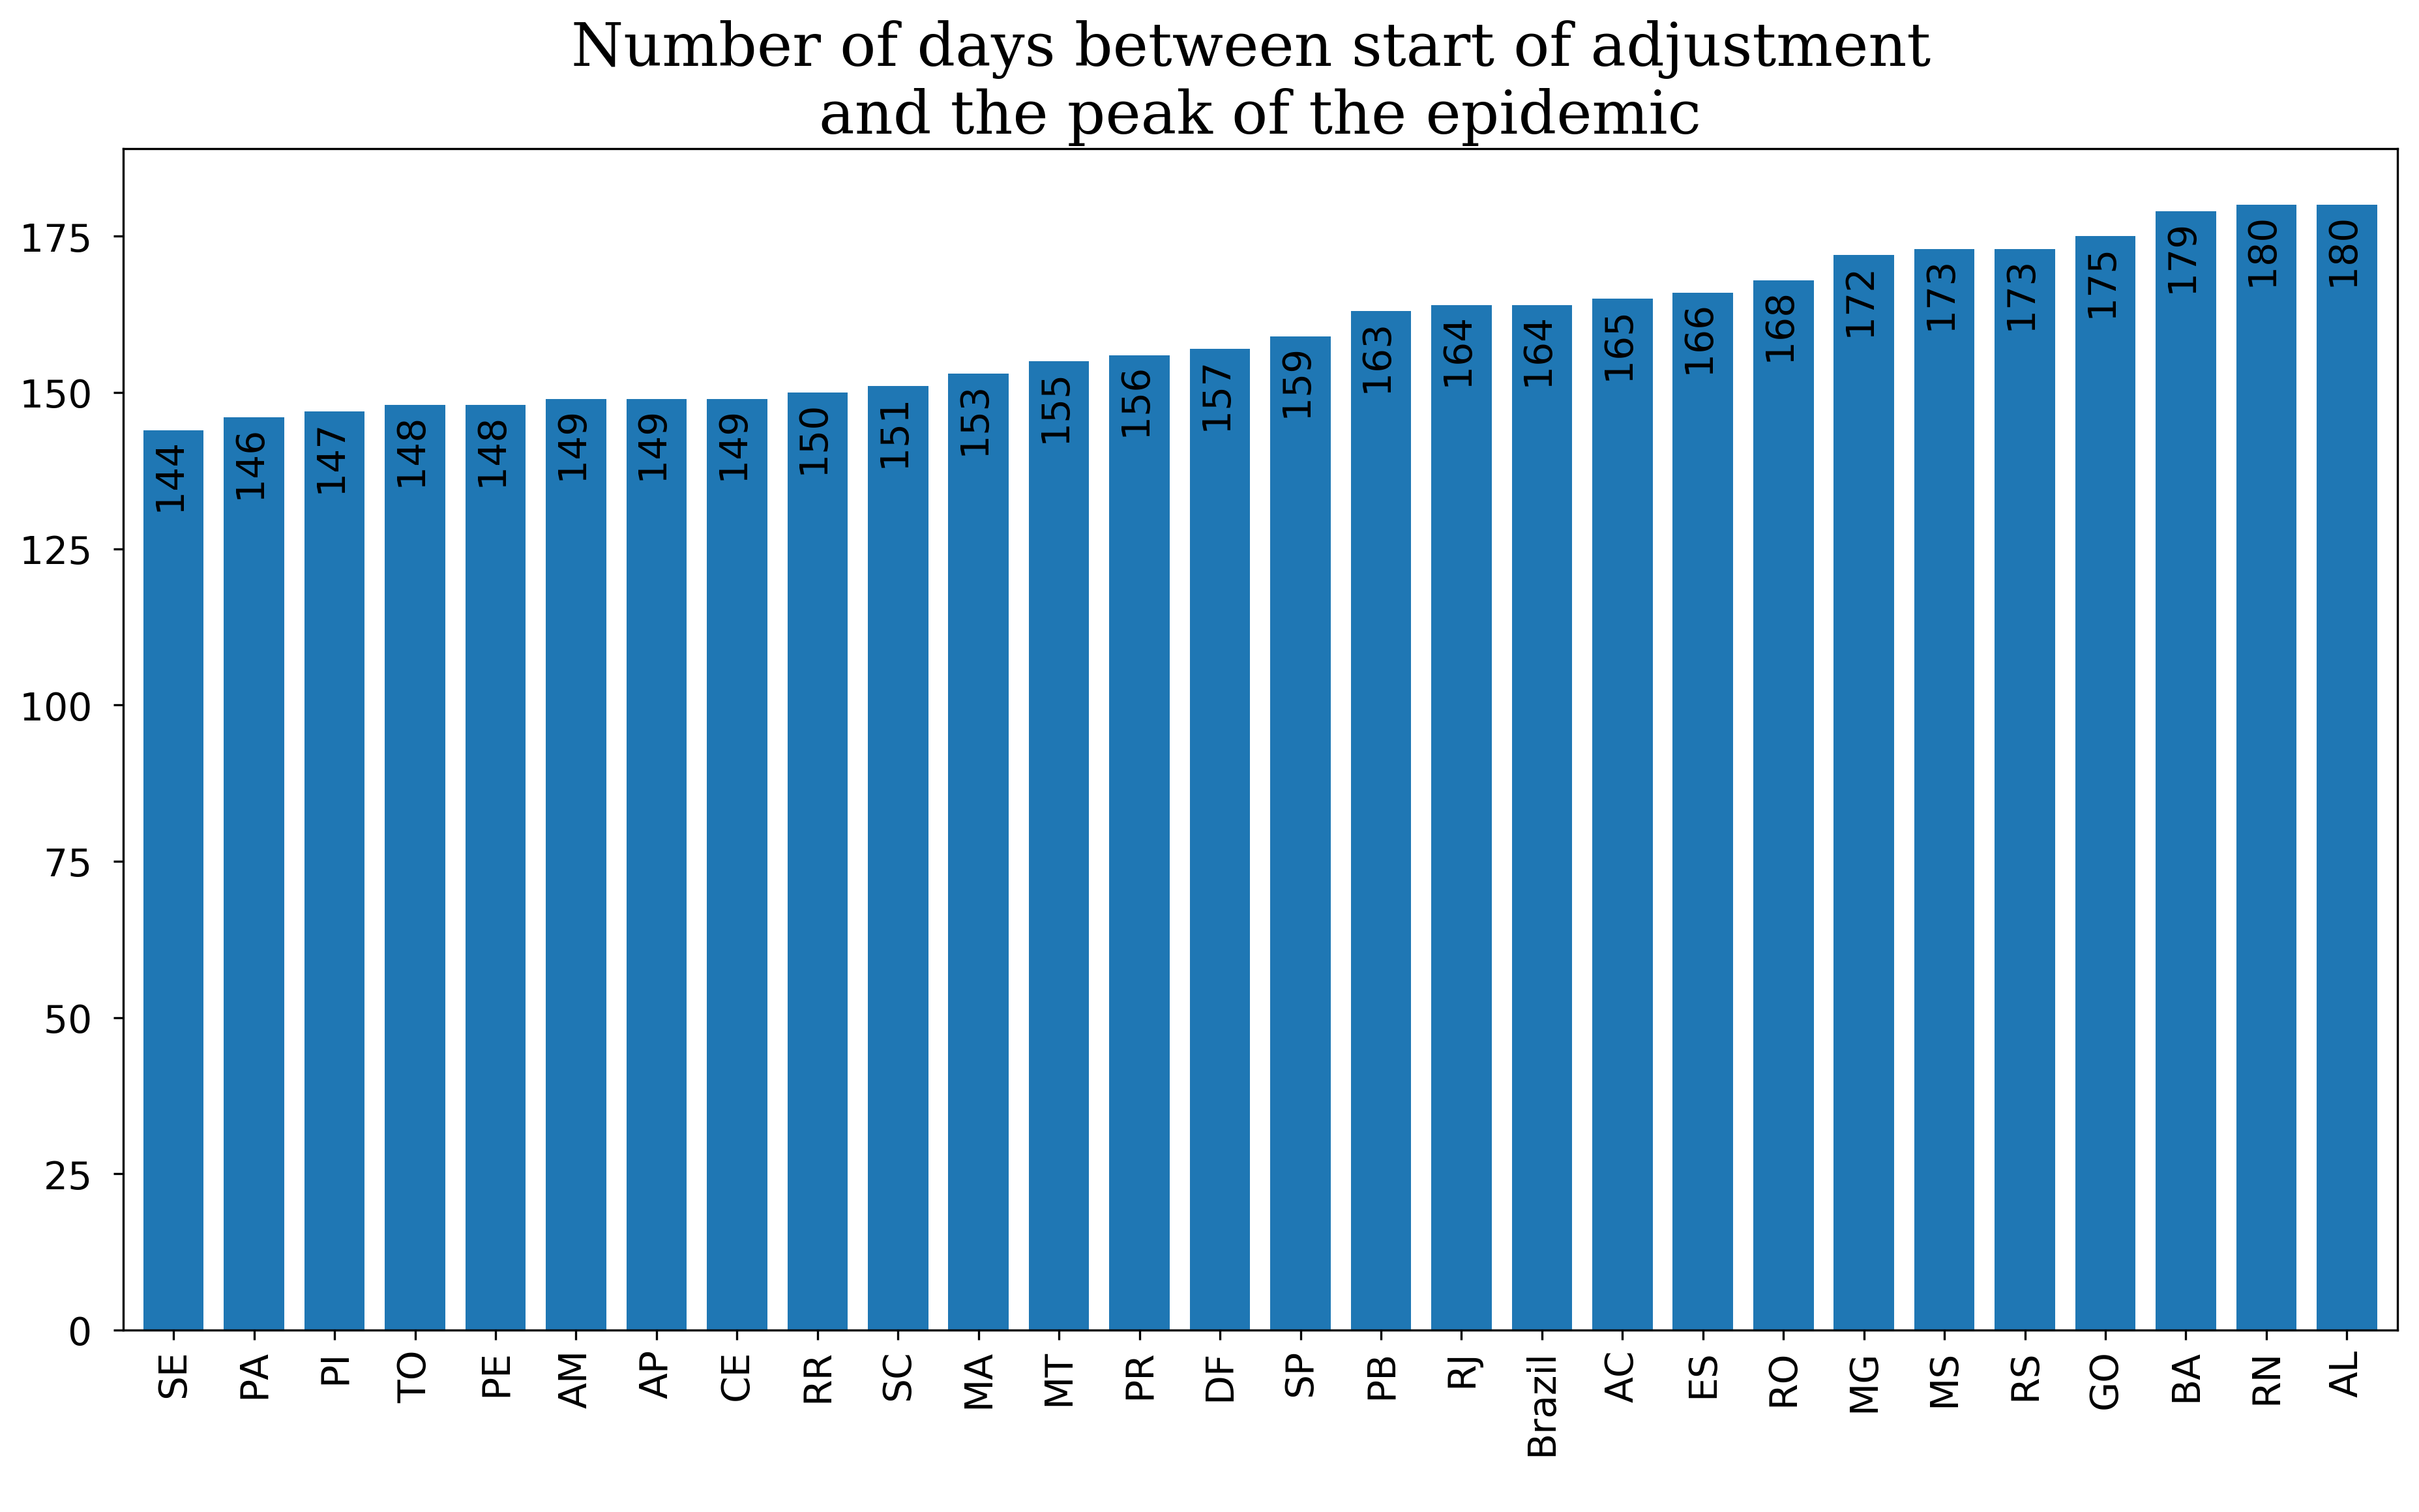 Number of days between start of adjustment
and the peak of the epidemic
175
150
125
100
75
50
25
0
144
146
147
148
148
149
149
149
150
151
153
155
156
157
159
163
164
164
165
166
168
172
173
173
175
179
180
180
SE
PA
PI
TO
PE
AM
AP
CE
RR
SC
MA
MT
PR
DF
SP
PB
RJ
Brazil
AC
ES
RO
MG
MS
RS
GO
BA
RN
AL